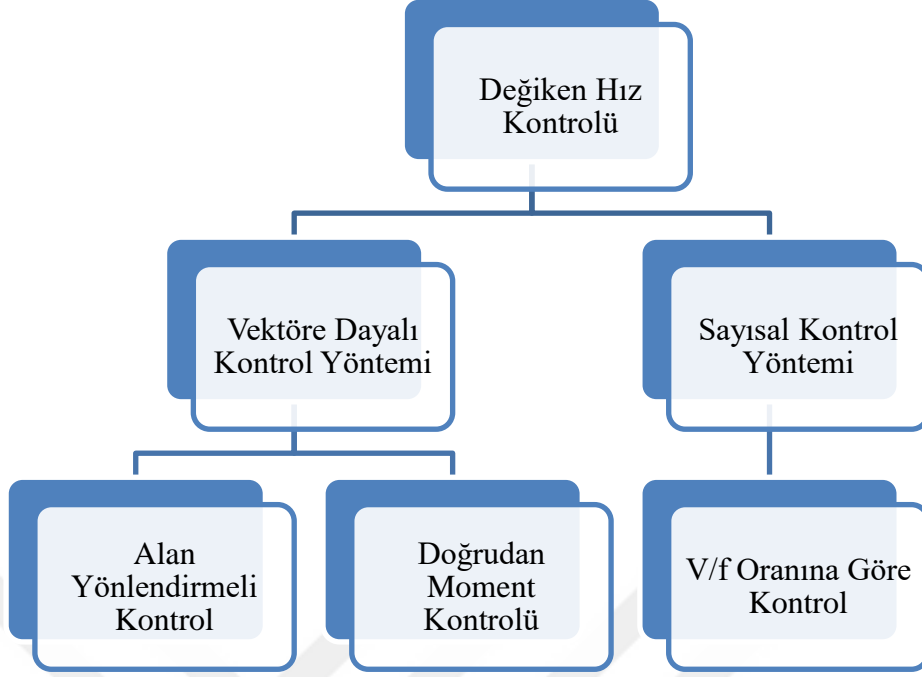 Değiken Hız
Kontrolü
Vektöre Dayalı
Kontrol Yöntemi
Sayısal Kontrol
Yöntemi
Alan
Yönlendirmeli
Kontrol
Doğrudan
Moment
Kontrolü
V/f Oranına Göre
Kontrol